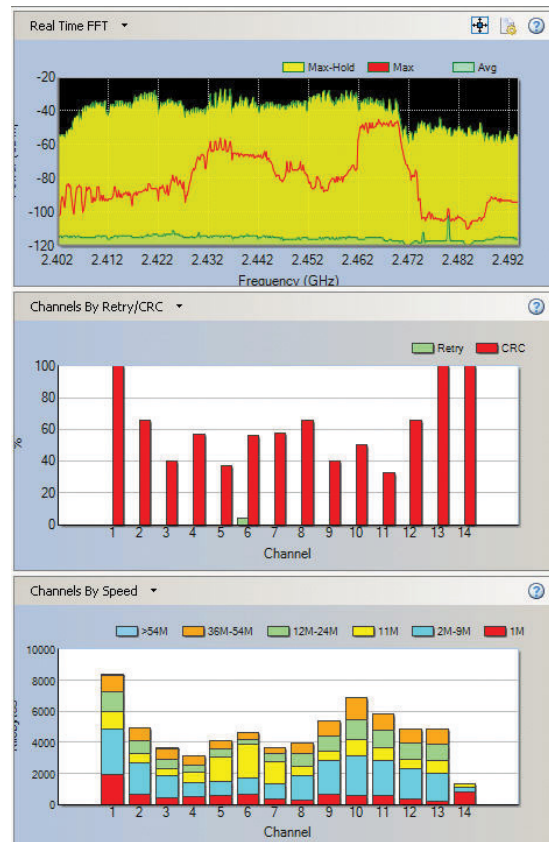 Real Time FFT
Max-Hold Max Avg
-20
-40
-60
-80
-100
-120
2.402 2.412 2.422 2.432 2.442 2.452 2.462 2.472 2.482 2.492
Frequency (GHz)
Channels By Retry/CRC
Retry CRC
100
80
60
%
40
20
0
1 2 3 4 5 6 7 8 9 10 11 12 13 14
Channel
Channels By Speed
>54M 36M-54M 12M-24M 11M 2M-9M 1M
10000
8000
6000
4000
2000
0
1 2 3 4 5 6 7 8 9 10 11 12 13 14
Channel